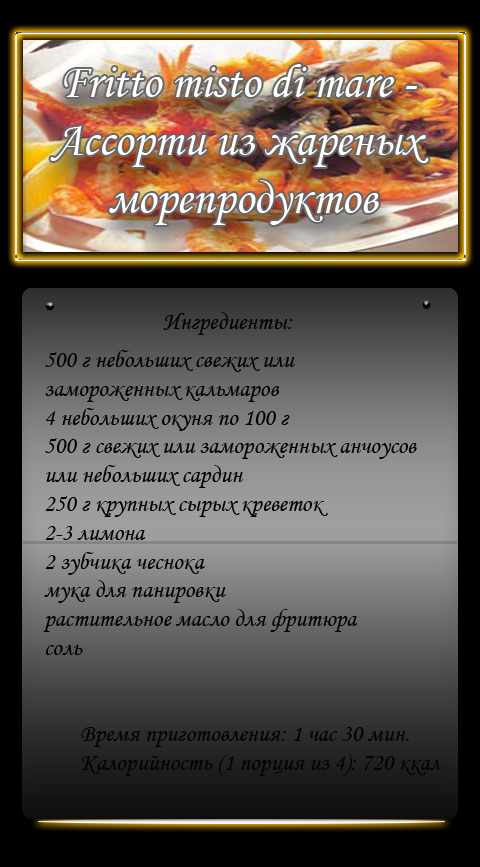 Fritto misto di mare -
Ассорти из жареных
морепродуктов
Ингредиенты:
500 г небольших свежих или
замороженных кальмаров
4 небольших окуня по 100 г
500 г свежих или замороженных анчоусов
или небольших сардин
250 г крупных сырых креветок
2-3 лимона
2 зубчика чеснока
мука для панировки
растительное масло для фритюра
соль
Время приготовления: 1 час 30 мин.
Калорийность (1 порция из 4): 720 ккал